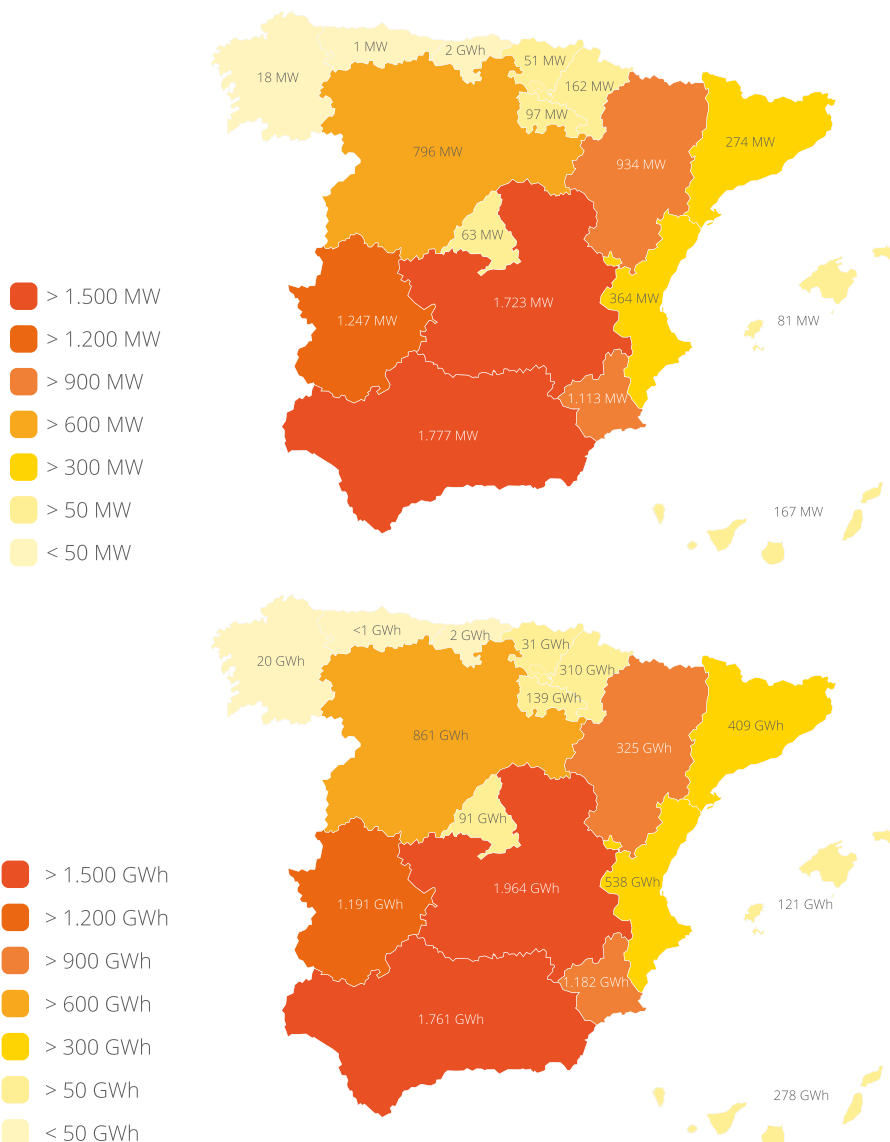 1 MW
2 GWh
51 MW
18 MW
162 MW
97 MW
274 MW
796 MW
934 MW
63 MW
> 1.500 MW
1.723 MW
364 MW
1.247 MW
81 MW
> 1.200 MW
> 900 MW
1.113 MW
> 600 MW
1.777 MW
> 300 MW
> 50 MW
167 MW
< 50 MW
<1 GWh
2 GWh
31 GWh
20 GWh
310 GWh
139 GWh
409 GWh
861 GWh
325 GWh
91 GWh
> 1.500 GWh
538 GWh
1.964 GWh
1.191 GWh
121 GWh
> 1.200 GWh
> 900 GWh
1.182 GWh
> 600 GWh
1.761 GWh
> 300 GWh
> 50 GWh
278 GWh
< 50 GWh